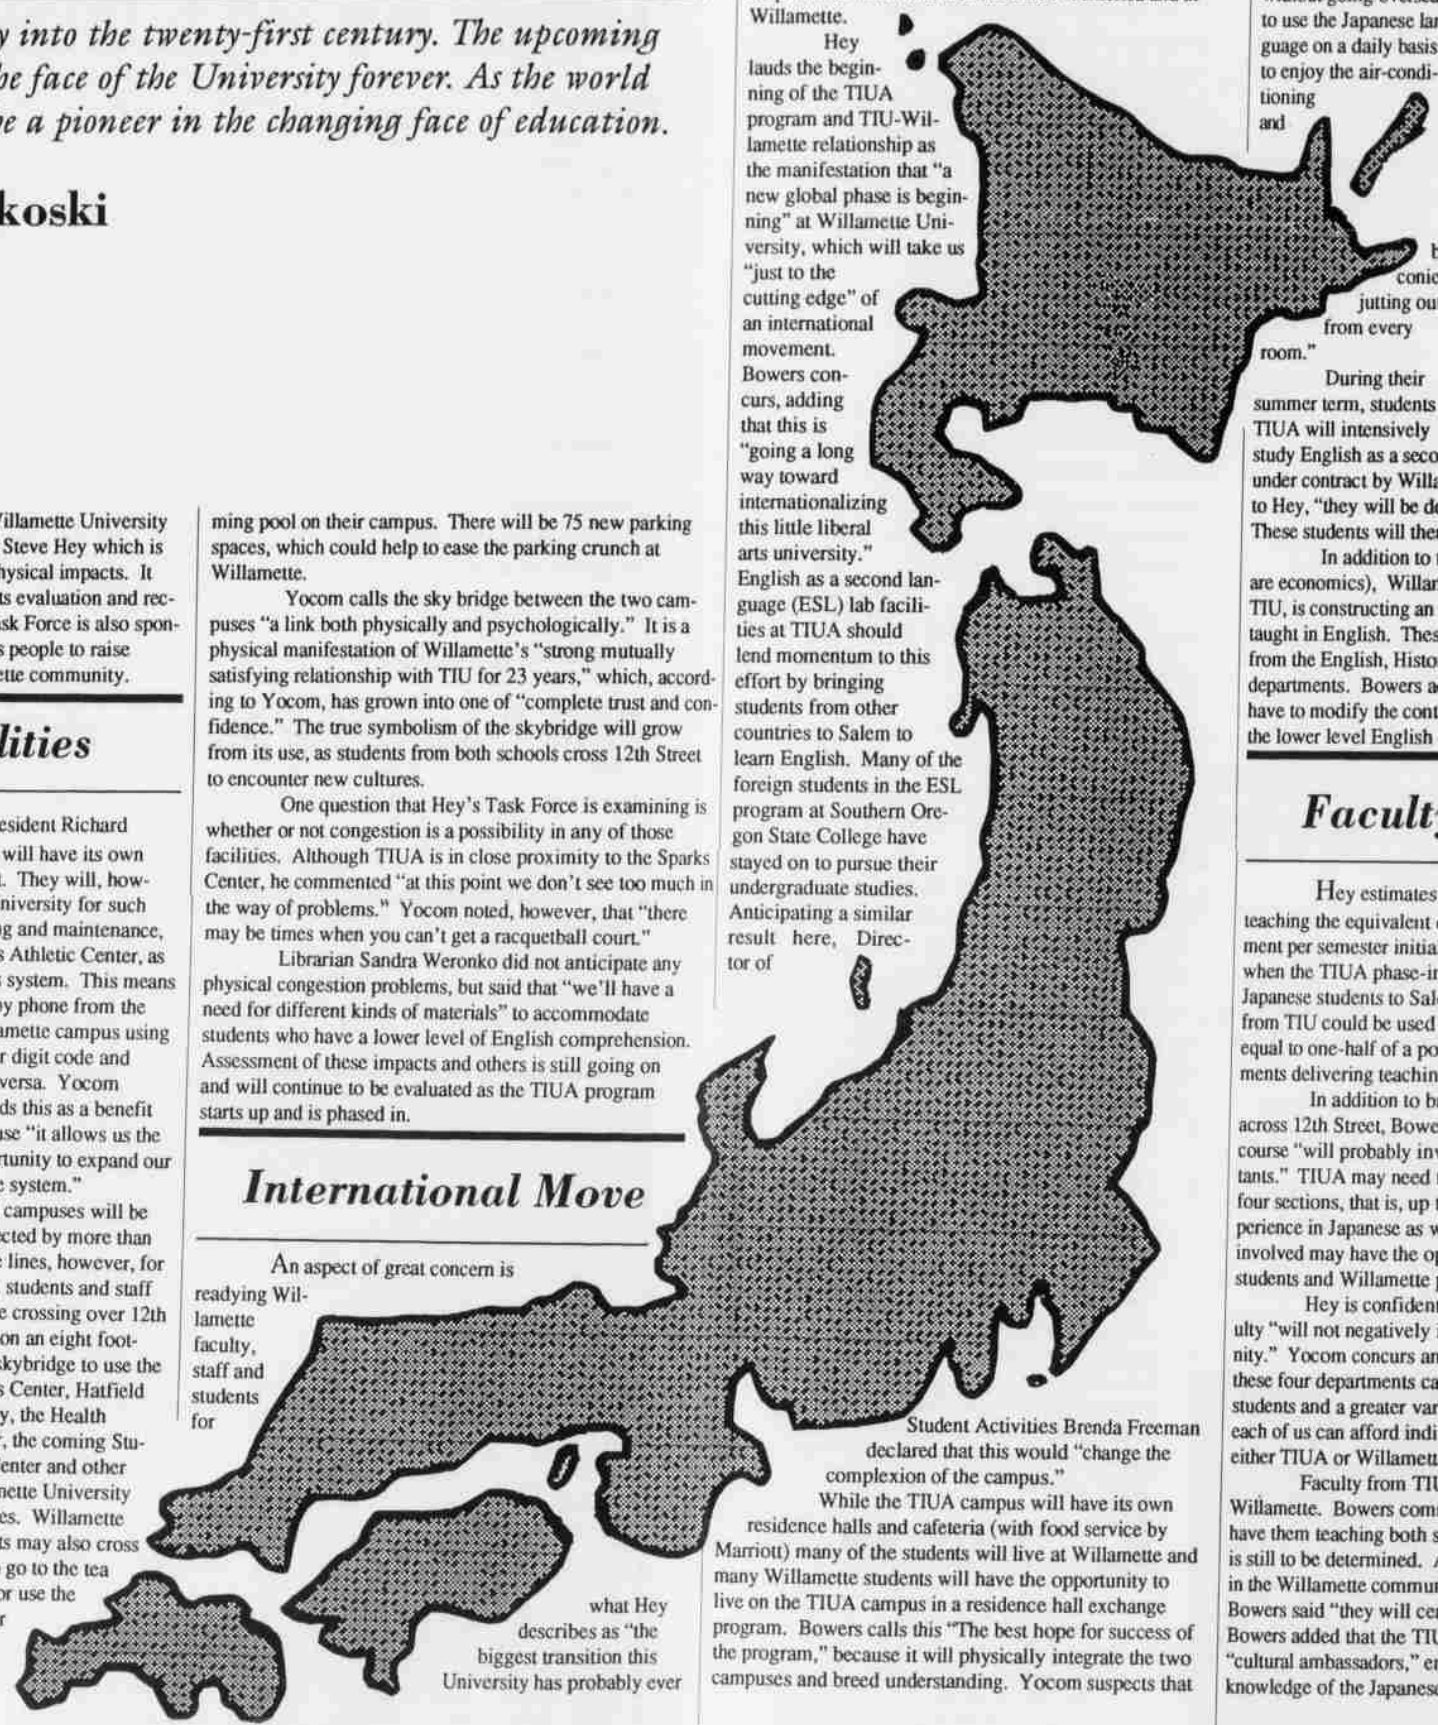 y into the twenty-first century. The upcoming
he face of the University forever. As the world
e a pioneer in the changing face of education.
koski
Willamette University
Steve Hey which is
hysical impacts. It
ts evaluation and rec-
sk Force is also spon-
s people to raise
ette community.
lities
esident Richard
will have its own
t. They will, how-
niversity for such
g and maintenance,
s Athletic Center, as
system. This means
by phone from the
amette campus using
r digit code and
versa. Yocom
ds this as a benefit
use "it allows us the
rtunity to expand our
e system."
campuses will be
cted by more than
e lines, however, for
students and staff
e crossing over 12th
on an eight foot-
skybridge to use the
s Center, Hatfield
y, the Health
r, the coming Stu-
enter and other
mette University
es. Willamette
ts may also cross
go to the tea
or use the
r
ming pool on their campus. There will be 75 new parking
spaces, which could help to ease the parking crunch at
Willamette.
Yocom calls the sky bridge between the two cam-
puses "a link both physically and psychologically." It is a
physical manifestation of Willamette's "strong mutually
satisfying relationship with TIU for 23 years," which, accord-
ing to Yocom, has grown into one of "complete trust and con-
fidence." The true symbolism of the skybridge will grow
from its use, as students from both schools cross 12th Street
to encounter new cultures.
One question that Hey's Task Force is examining is
whether or not congestion is a possibility in any of those
facilities. Although TIUA is in close proximity to the Sparks
Center, he commented "at this point we don't see too much in
the way of problems." Yocom noted, however, that "there
may be times when you can't get a racquetball court."
Librarian Sandra Weronko did not anticipate any
physical congestion problems, but said that "we'll have a
need for different kinds of materials" to accommodate
students who have a lower level of English comprehension.
Assessment of these impacts and others is still going on
and will continue to be evaluated as the TIUA program
starts up and is phased in.
International Move
An aspect of great concern is
readying Wil-
lamette
faculty,
staff and
students
for
what Hey
describes as "the
biggest transition this
University has probably ever
Willamette.
Hey
lauds the begin-
ning of the TIUA
program and TIU-Wil-
lamette relationship as
the manifestation that "a
new global phase is begin-
ning" at Willamette Uni-
versity, which will take us
"just to the
cutting edge" of
an international
movement.
Bowers con-
curs, adding
that this is
"going a long
way toward
internationalizing
this little liberal
arts university."
English as a second lan-
guage (ESL) lab facili-
ties at TIUA should
lend momentum to this
effort by bringing
students from other
countries to Salem to
learn English. Many of the
foreign students in the ESL
program at Southern Ore-
gon State College have
stayed on to pursue their
undergraduate studies.
Anticipating a similar
result here, Direc-
tor of
Student Activities Brenda Freeman
declared that this would "change the
complexion of the campus."
While the TIUA campus will have its own
residence halls and cafeteria (with food service by
Marriott) many of the students will live at Willamette and
many Willamette students will have the opportunity to
live on the TIUA campus in a residence hall exchange
program. Bowers calls this "The best hope for success of
the program," because it will physically integrate the two
campuses and breed understanding. Yocom suspects that
to use the Japanese lan-
guage on a daily basis
to enjoy the air-condi-
tioning
and
b
conic
jutting ou
from every
room."
During their
summer term, students
TIUA will intensively
study English as a seco
under contract by Willa
to Hey, "they will be de
These students will the
In addition to
are economics), Willam
TIU, is constructing an
taught in English. Thes
from the English, Histo
departments. Bowers a
have to modify the cont
the lower level English
Facult
Hey estimates
teaching the equivalent
ment per semester initia
when the TIUA phase-in
Japanese students to Sal
from TIU could be used
equal to one-half of a po
ments delivering teachin
In addition to b
across 12th Street, Bowe
course "will probably inv
tants." TIUA may need
four sections, that is, up
perience in Japanese as w
involved may have the op
students and Willamette
Hey is confident
ulty "will not negatively
nity." Yocom concurs an
these four departments ca
students and a greater var
each of us can afford indi
either TIUA or Willamett
Faculty from TIU
Willamette. Bowers com
have them teaching both s
is still to be determined.
in the Willamette commun
Bowers said "they will cer
Bowers added that the TIU
"cultural ambassadors," e
knowledge of the Japanes